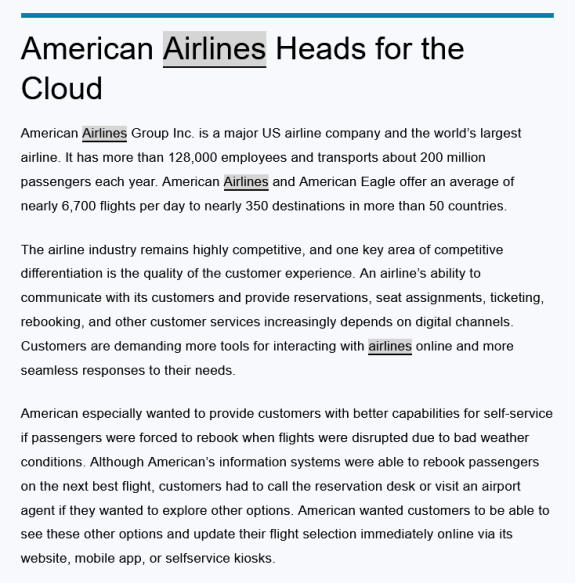 American Airlines Heads for the
Cloud
American Airlines Group Inc. is a major US airline company and the world’s largest
airline. It has more than 128,000 employees and transports about 200 million
passengers each year. American Airlines and American Eagle offer an average of
nearly 6,700 flights per day to nearly 350 destinations in more than 50 countries.
The airline industry remains highly competitive, and one key area of competitive
differentiation is the quality of the customer experience. An airline’s ability to
communicate with its customers and provide reservations, seat assignments, ticketing,
rebooking, and other customer services increasingly depends on digital channels.
Customers are demanding more tools for interacting with airlines online and more
seamless responses to their needs.
American especially wanted to provide customers with better capabilities for self-service
if passengers were forced to rebook when flights were disrupted due to bad weather
conditions. Although American’s information systems were able to rebook passengers
on the next best flight, customers had to call the reservation desk or visit an airport
agent if they wanted to explore other options. American wanted customers to be able to
see these other options and update their flight selection immediately online via its
website, mobile app, or selfservice kiosks.